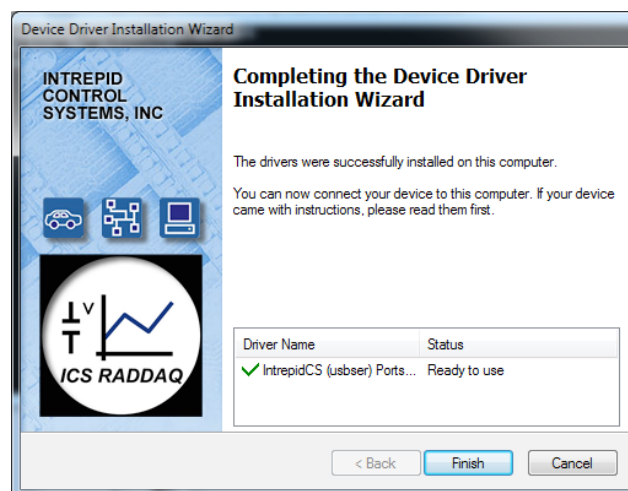 Device Driver Installation Wizard
INTREPID
CONTROL
SYSTEMS, INC
Completing the Device Driver
Installation Wizard
The drivers were successfully installed on this computer.
You can now connect your device to this computer. If your device
came with instructions, please read them first.
V
T
ICS RADDAQ
Driver Name Status
IntrepidCS (usbser) Ports... Ready to use
< Back Finish Cancel